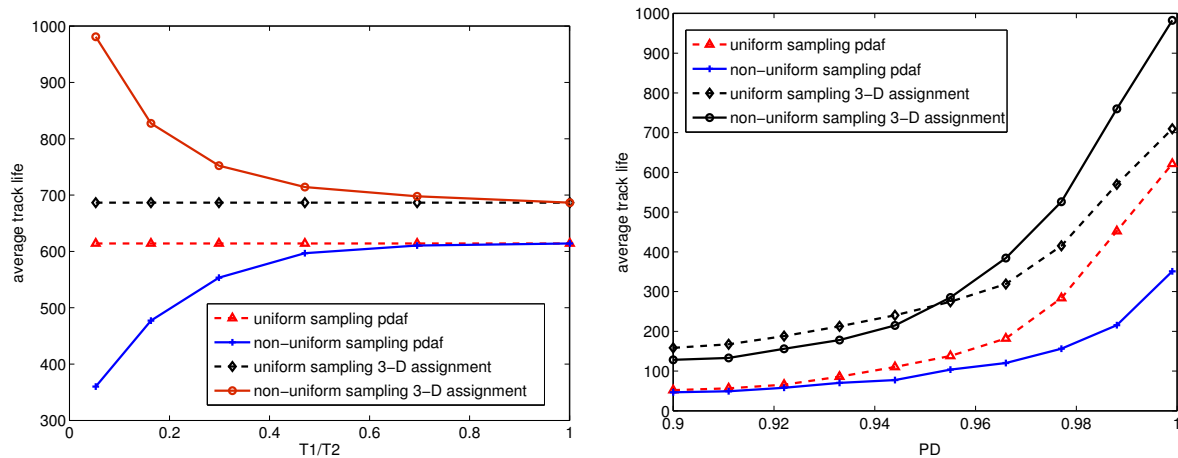 1000
900
800
700
600
500
400
300
0
0.2
0.4
0.6
0.8
1
average track life
T1/T2
uniform sampling pdaf
non−uniform sampling pdaf
uniform sampling 3−D assignment
non−uniform sampling 3−D assignment
1000
900
800
700
600
500
400
300
200
100
0
0.9
0.92
0.94
0.96
0.98
1
average track life
PD
uniform sampling pdaf
non−uniform sampling pdaf
uniform sampling 3−D assignment
non−uniform sampling 3−D assignment